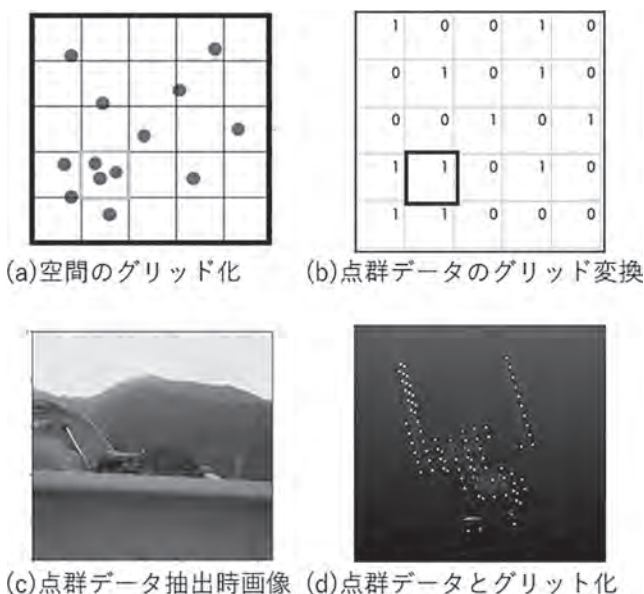 1 0 0 1 0
0 1 0 1 0
0 0 1 0 1
1 1 0 1 0
1 1 0 0 0
(a)空間のグリッド化 (b)点群データのグリッド変換
(c)点群データ抽出時画像 (d)点群データとグリット化